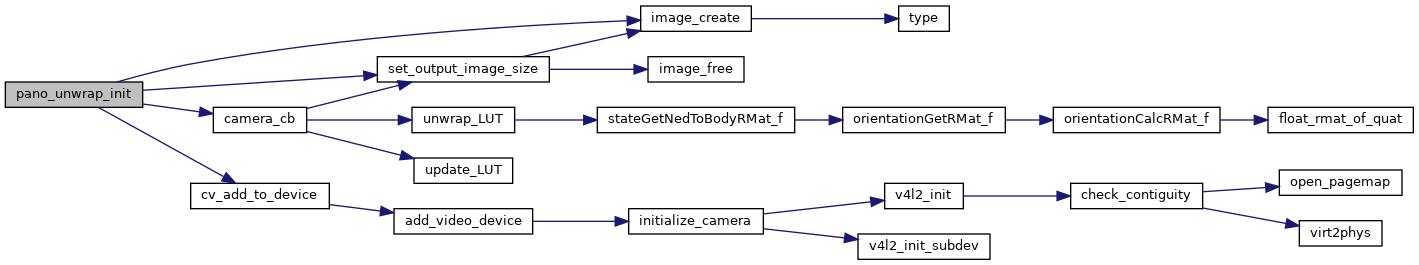 image_create
type
set_output_image_size
image_free
pano_unwrap_init
camera_cb
unwrap_LUT
stateGetNedToBodyRMat_f
orientationGetRMat_f
orientationCalcRMat_f
float_rmat_of_quat
update_LUT
cv_add_to_device
add_video_device
initialize_camera
v4l2_init
check_contiguity
open_pagemap
virt2phys
v4l2_init_subdev